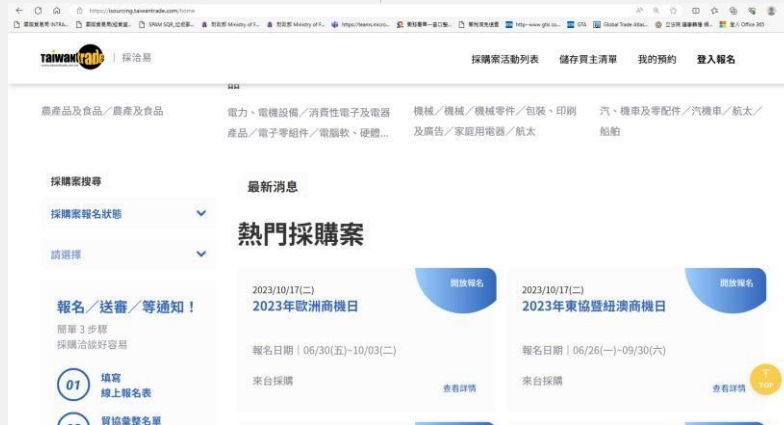 https://isourcing.taiwantrade.com/home
taiwantrade | 採洽易
採購案活動列表 儲存買主清單 我的預約 登入報名
農產品及食品／農產及食品
電力、電機設備／消費性電子及電器
產品／電子零組件／電腦軟、硬體...
機械／機械／機械零件／包裝、印刷
及廣告／家庭用電器／航太
汽、機車及零配件／汽機車／航太／
船舶
採購案搜尋
採購案報名狀態
請選擇
報名／送審／等通知！
簡單 3 步驟
採購洽談好容易
01 填寫
線上報名表
貿協彙整名單
最新消息
熱門採購案
開放報名
2023/10/17(二)
2023年歐洲商機日
報名日期｜06/30(五)~10/03(二)
來台採購
查看詳情
開放報名
2023/10/17(二)
2023年東協暨紐澳商機日
報名日期｜06/26(一)~09/30(六)
來台採購
查看詳情
TOP